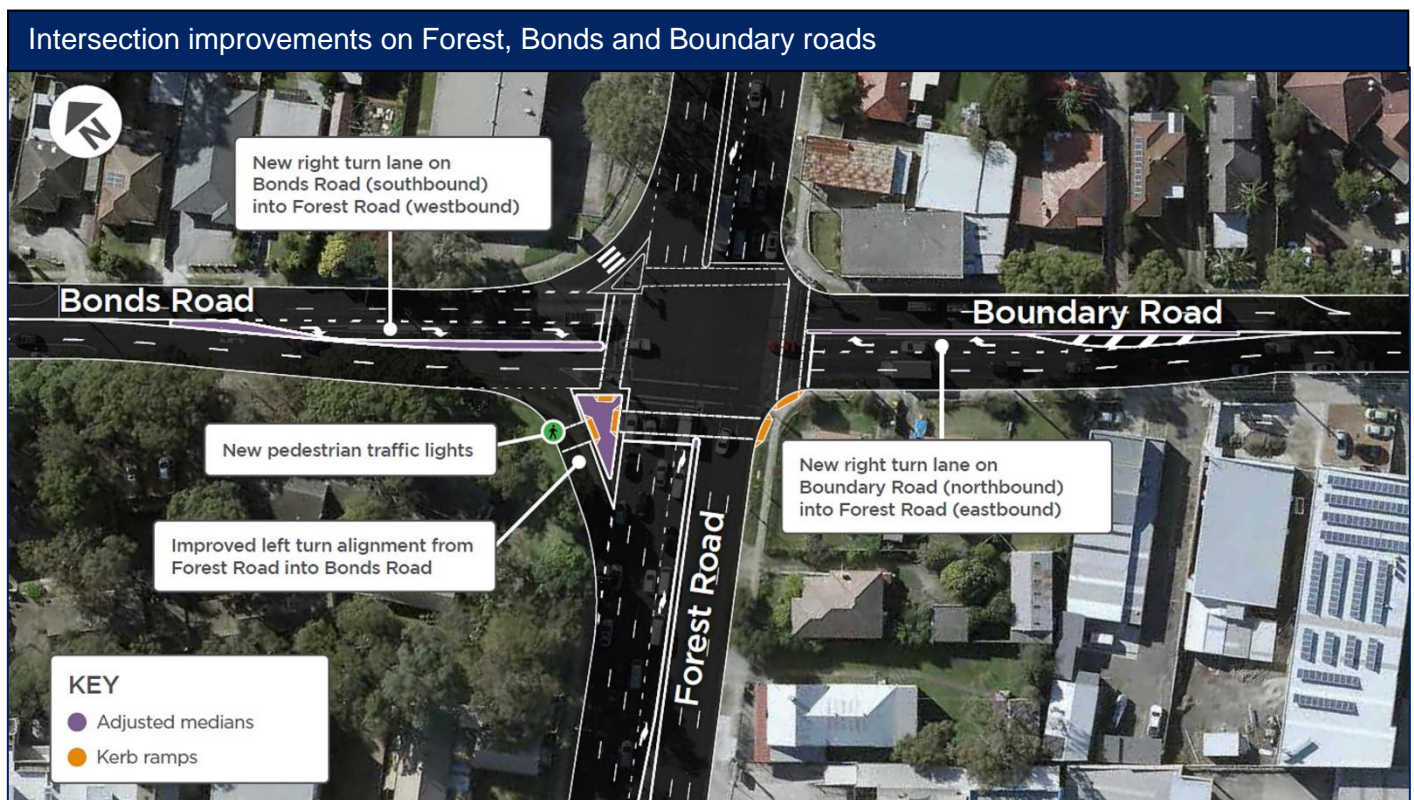 Intersection improvements on Forest, Bonds and Boundary roads
N
New right turn lane on
Bonds Road (southbound)
into Forest Road (westbound)
Bonds Road
Boundary Road
New pedestrian traffic lights
Improved left turn alignment from
Forest Road into Bonds Road
New right turn lane on
Boundary Road (northbound)
into Forest Road (eastbound)
Forest Road
KEY
Adjusted medians
Kerb ramps